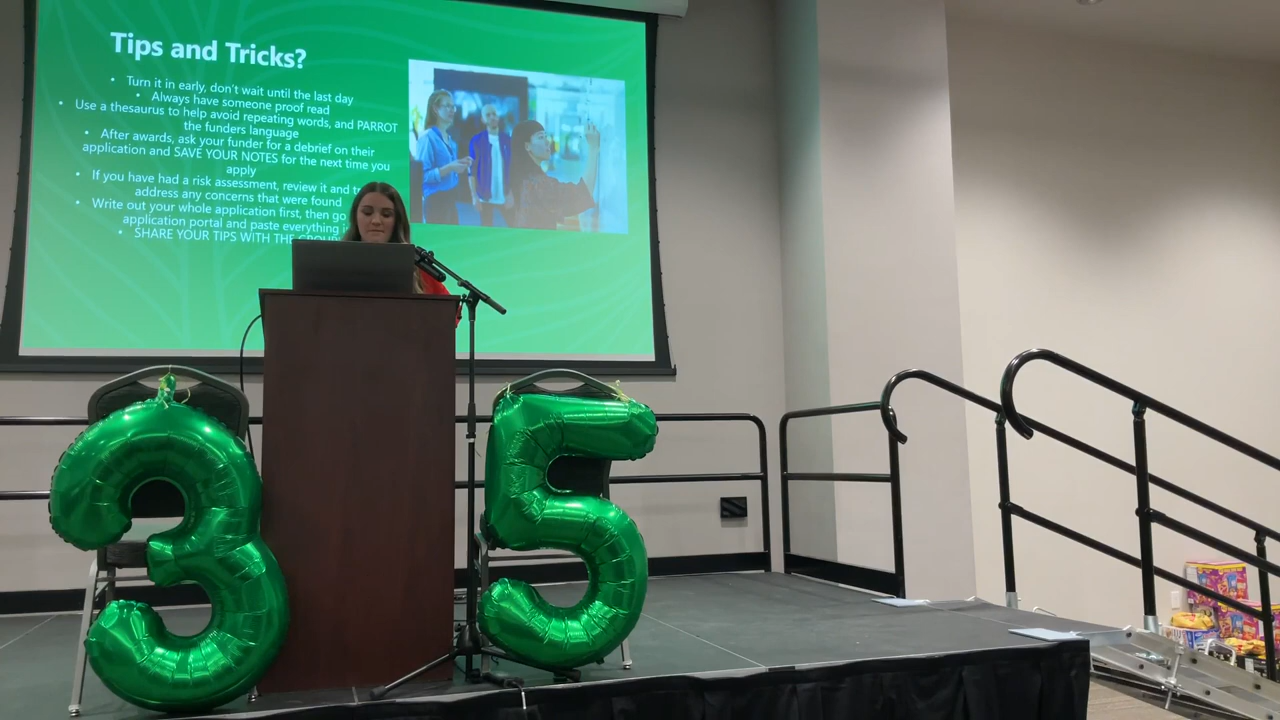 Tips and Tricks?
• Turn it in early, don't wait until the last day
• Always have someone proof read
• Use a thesaurus to help avoid repeating words, and PARROT
the funders language
• After awards, ask your funder for a debrief on their
application and SAVE YOUR NOTES for the next time you
apply
• If you have had a risk assessment, review it and
address any concerns that were found
• Write out your whole application first, then go
application portal and paste everything
• SHARE YOUR TIPS WITH THE GROUP
35